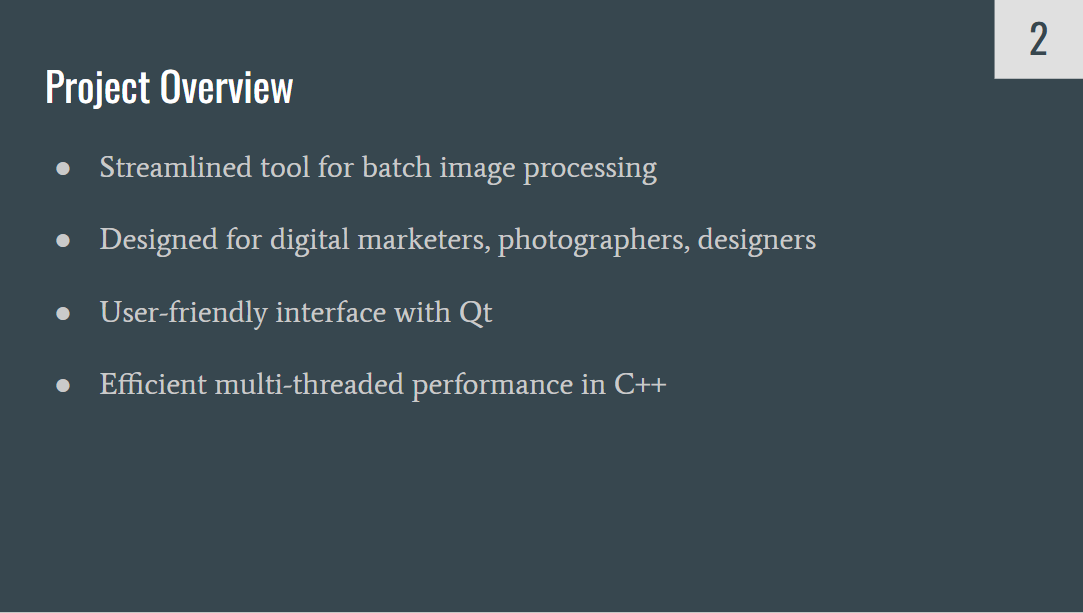 2
Project Overview
● Streamlined tool for batch image processing
● Designed for digital marketers, photographers, designers
● User-friendly interface with Qt
● Efficient multi-threaded performance in C++